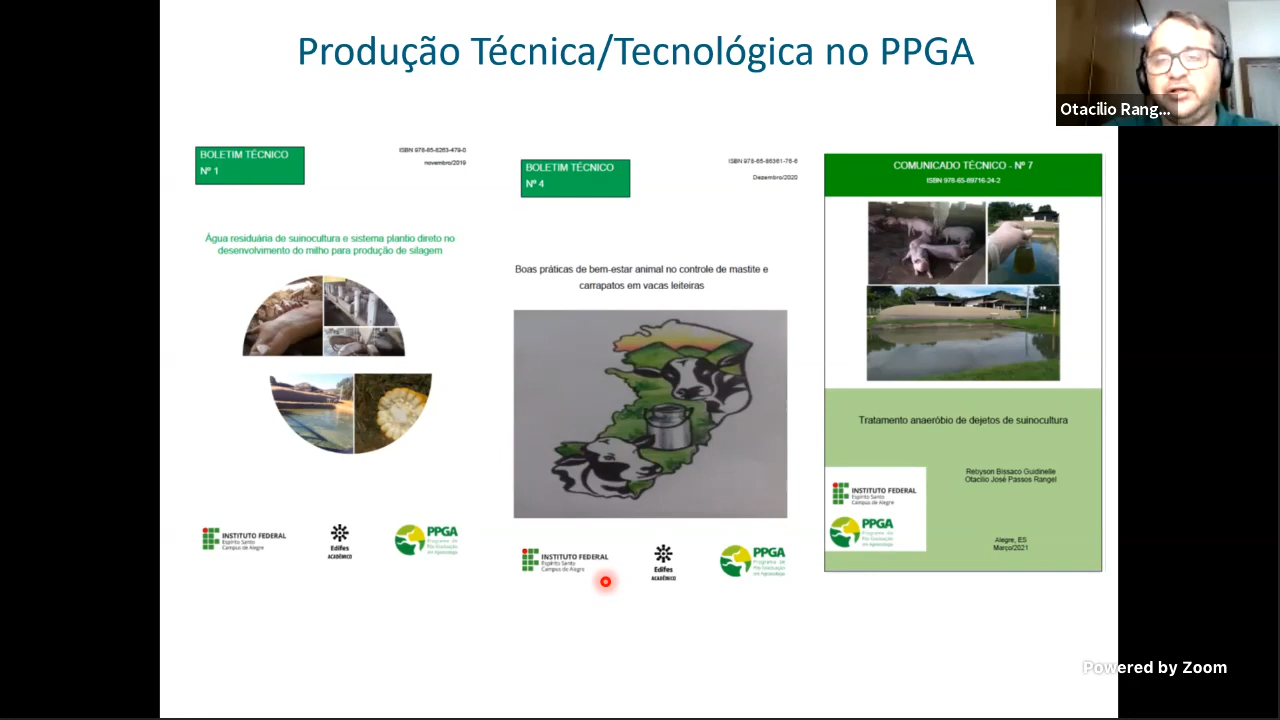 Produção Técnica/Tecnológica no PPGA
Otacilio Rang...
BOLETIM TÉCNICO
Nº 1
ISBN 978-85-8263-479-0
novembro/2019
Água residuária de suinocultura e sistema plantio direto no
desenvolvimento do milho para produção de silagem
INSTITUTO FEDERAL
Espírito Santo
Campus de Alegre
Edifes
ACADÊMICO
PPGA
Programa de
Pós-Graduação
em Agroecologia
BOLETIM TÉCNICO
Nº 4
ISBN 978-65-86361-76-6
Dezembro/2020
Boas práticas de bem-estar animal no controle de mastite e
carrapatos em vacas leiteiras
INSTITUTO FEDERAL
Espírito Santo
Campus de Alegre
Edifes
ACADÊMICO
PPGA
Programa de
Pós-Graduação
em Agroecologia
COMUNICADO TÉCNICO - Nº 7
ISBN 978-65-89716-24-2
Tratamento anaeróbio de dejetos de suinocultura
Rebyson Bissaco Guidinelle
Otacilio José Passos Rangel
INSTITUTO FEDERAL
Espírito Santo
Campus de Alegre
PPGA
Programa de
Pós-Graduação
em Agroecologia
Alegre, ES
Março/2021
Powered by Zoom